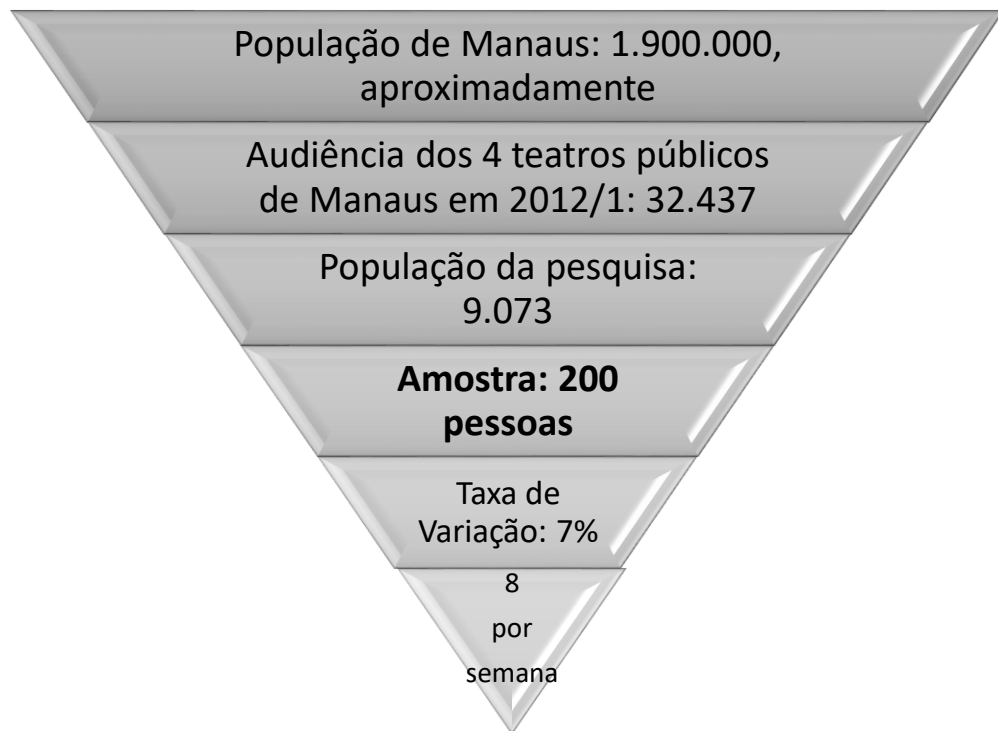 População de Manaus: 1.900.000,
aproximadamente
Audiência dos 4 teatros públicos
de Manaus em 2012/1: 32.437
População da pesquisa:
9.073
Amostra: 200
pessoas
Taxa de
Variação: 7%
8
por
semana